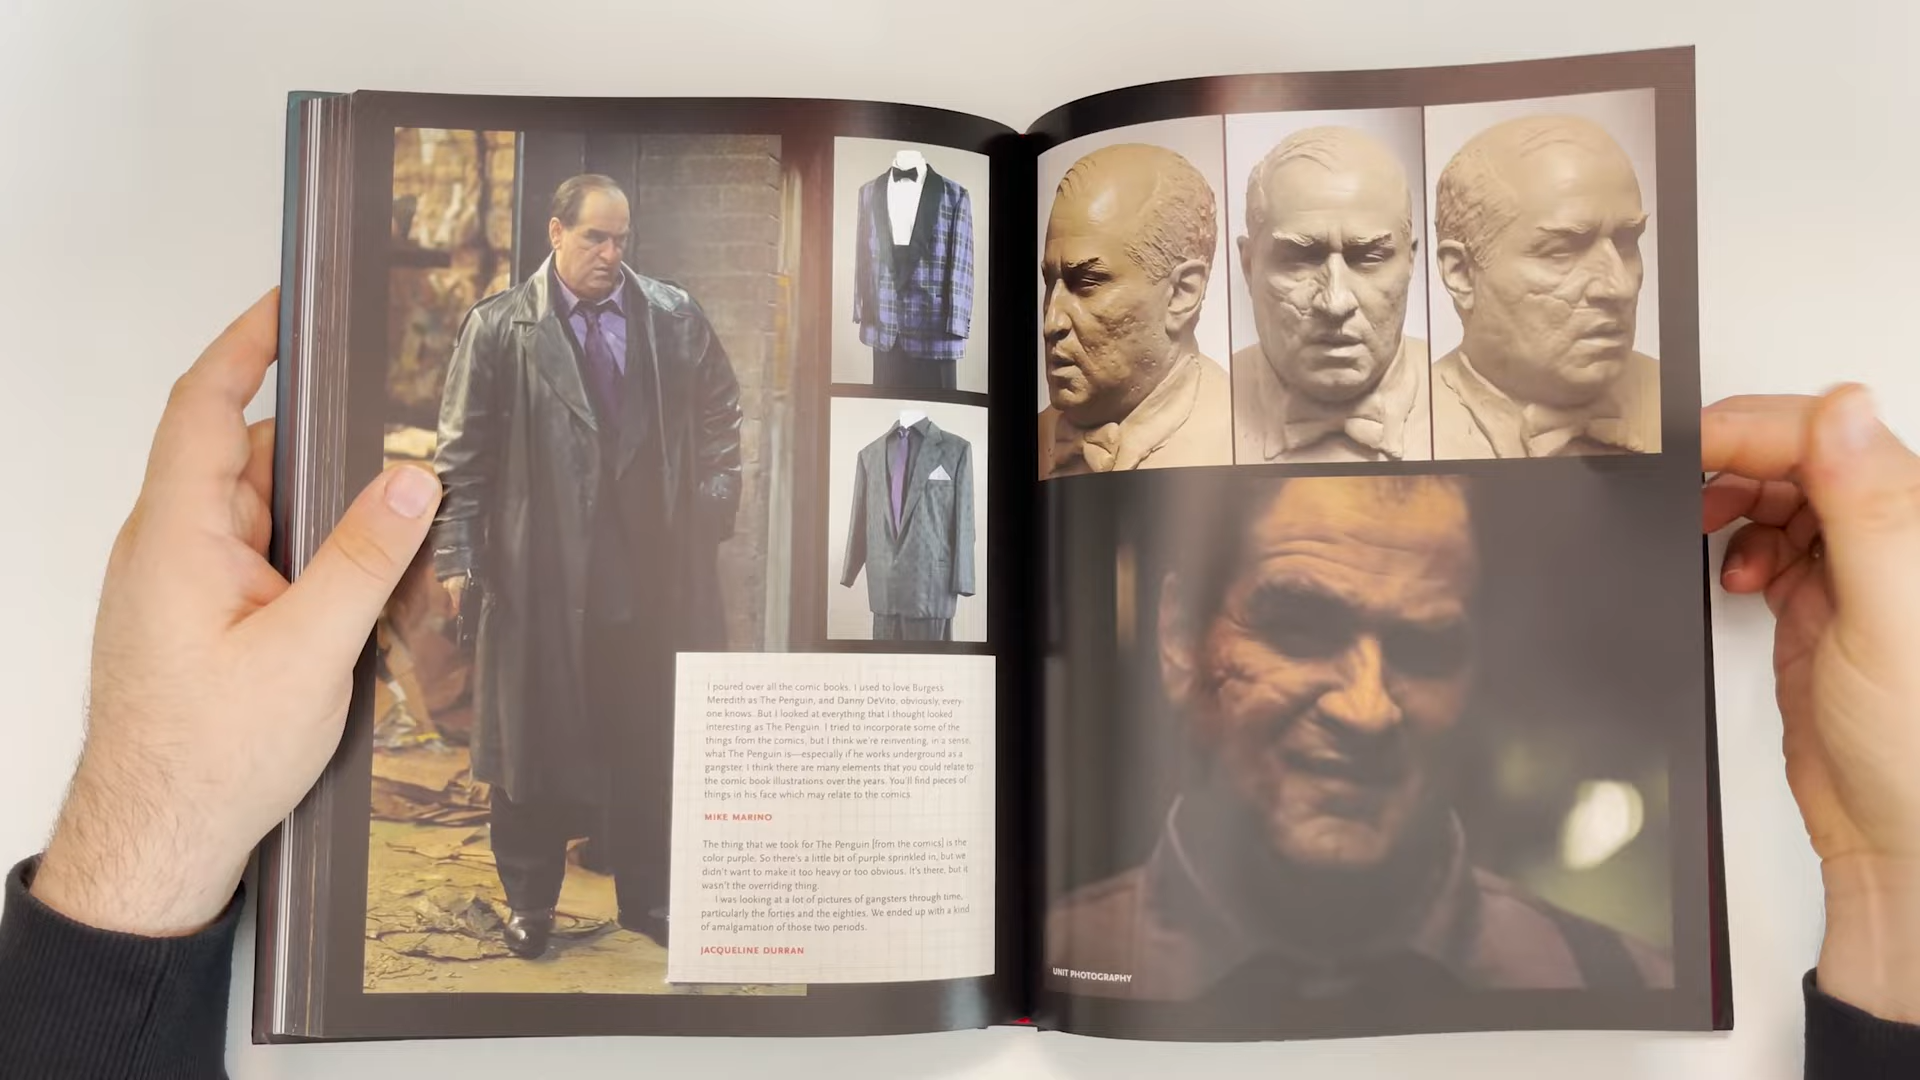 I poured over all the comic books. I used to love Burgess
Meredith as The Penguin, and Danny DeVito, obviously, every-
one knows. But I looked at everything that I thought looked
interesting as The Penguin. I tried to incorporate some of the
things from the comics, but I think we're reinventing, in a sense,
what The Penguin is—especially if he works underground as a
gangster. I think there are many elements that you could relate to
the comic book illustrations over the years. You'll find pieces of
things in his face which may relate to the comics.
MIKE MARINO
The thing that we took for The Penguin [from the comics] is the
color purple. So there's a little bit of purple sprinkled in, but we
didn't want to make it too heavy or too obvious. It's there, but it
wasn't the overriding thing.
I was looking at a lot of pictures of gangsters through time,
particularly the forties and the eighties. We ended up with a kind
of amalgamation of those two periods.
JACQUELINE DURRAN
UNIT PHOTOGRAPHY